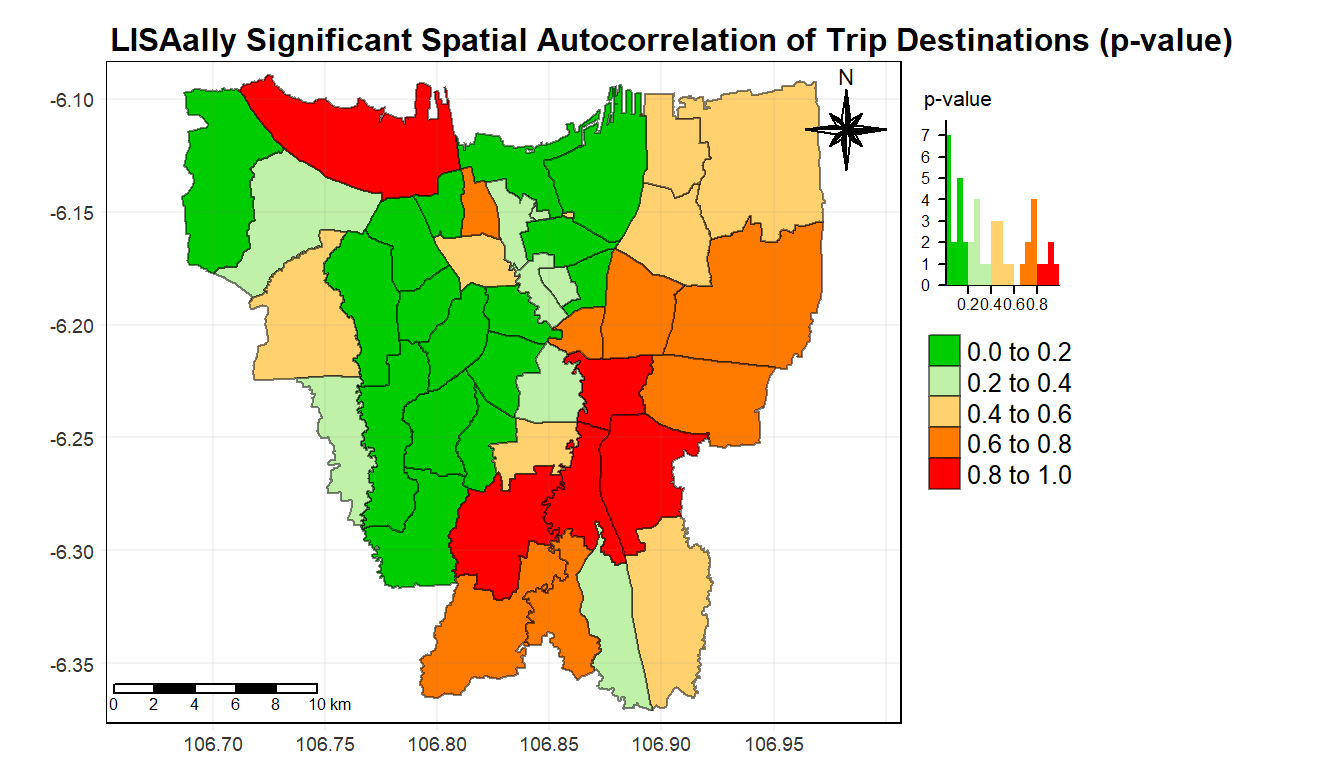 LISAally Significant Spatial Autocorrelation of Trip Destinations (p-value)
N
-6.10
-6.15
-6.20
-6.25
-6.30
-6.35
0 2 4 6 8 10 km
106.70 106.75 106.80 106.85 106.90 106.95
p-value
7
6
5
4
3
2
1
0
0.20.40.60.8
0.0 to 0.2
0.2 to 0.4
0.4 to 0.6
0.6 to 0.8
0.8 to 1.0